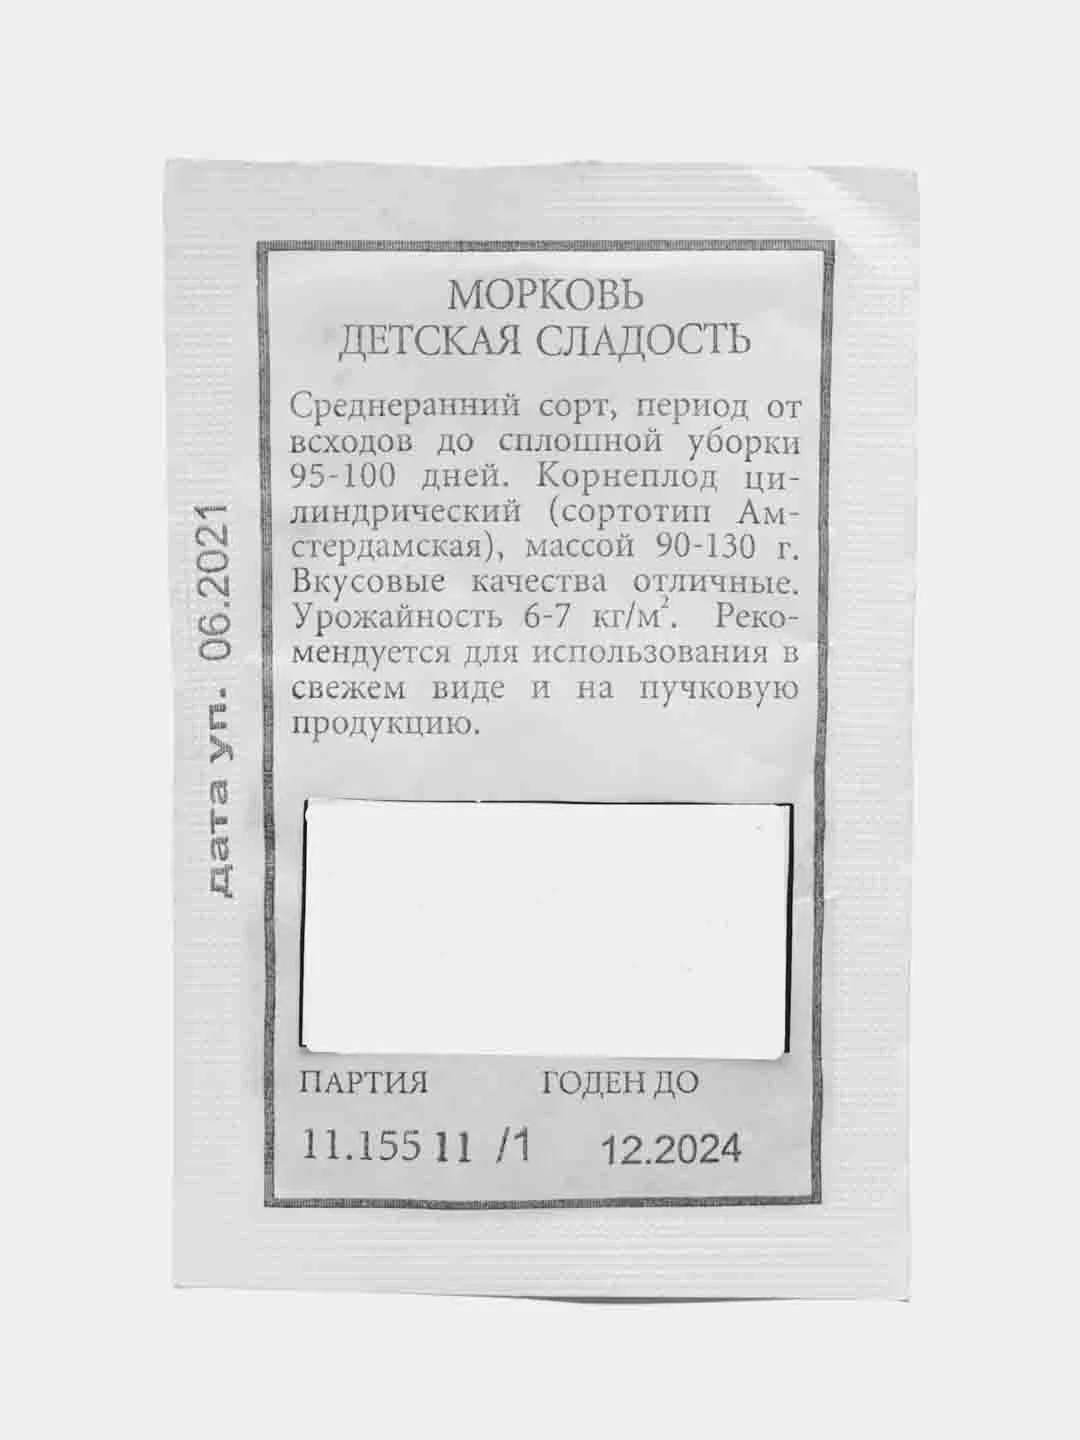 МОРКОВЬ
ДЕТСКАЯ СЛАДОСТЬ
Среднеранний сорт, период от
всходов до сплошной уборки
95-100 дней. Корнеплод ци-
линдрический (сортотип Ам-
стердамская), массой 90-130 г.
Вкусовые качества отличные.
Урожайность 6-7 кг/м². Реко-
мендуется для использования в
свежем виде и на пучковую
продукцию.
дата уп. 06.2021
ПАРТИЯ ГОДЕН ДО
11.155 11 /1 12.2024